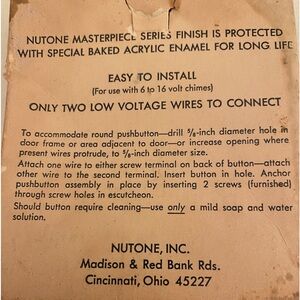 NUTONE MASTERPIECE SERIES FINISH IS PROTECTED
WITH SPECIAL BAKED ACRYLIC ENAMEL FOR LONG LIFE
EASY TO INSTALL
(For use with 6 to 16 volt chimes)
ONLY TWO LOW VOLTAGE WIRES TO CONNECT
To accommodate round pushbutton—drill ⅝-inch diameter hole in
door frame or area adjacent to door—or increase opening where
present wires protrude, to ⅝-inch diameter size.
Attach one wire to either screw terminal on back of button—attach
other wire to the second terminal. Insert button in hole. Anchor
pushbutton assembly in place by inserting 2 screws (furnished)
through screw holes in escutcheon.
Should button require cleaning—use only a mild soap and water
solution.
NUTONE, INC.
Madison & Red Bank Rds.
Cincinnati, Ohio 45227